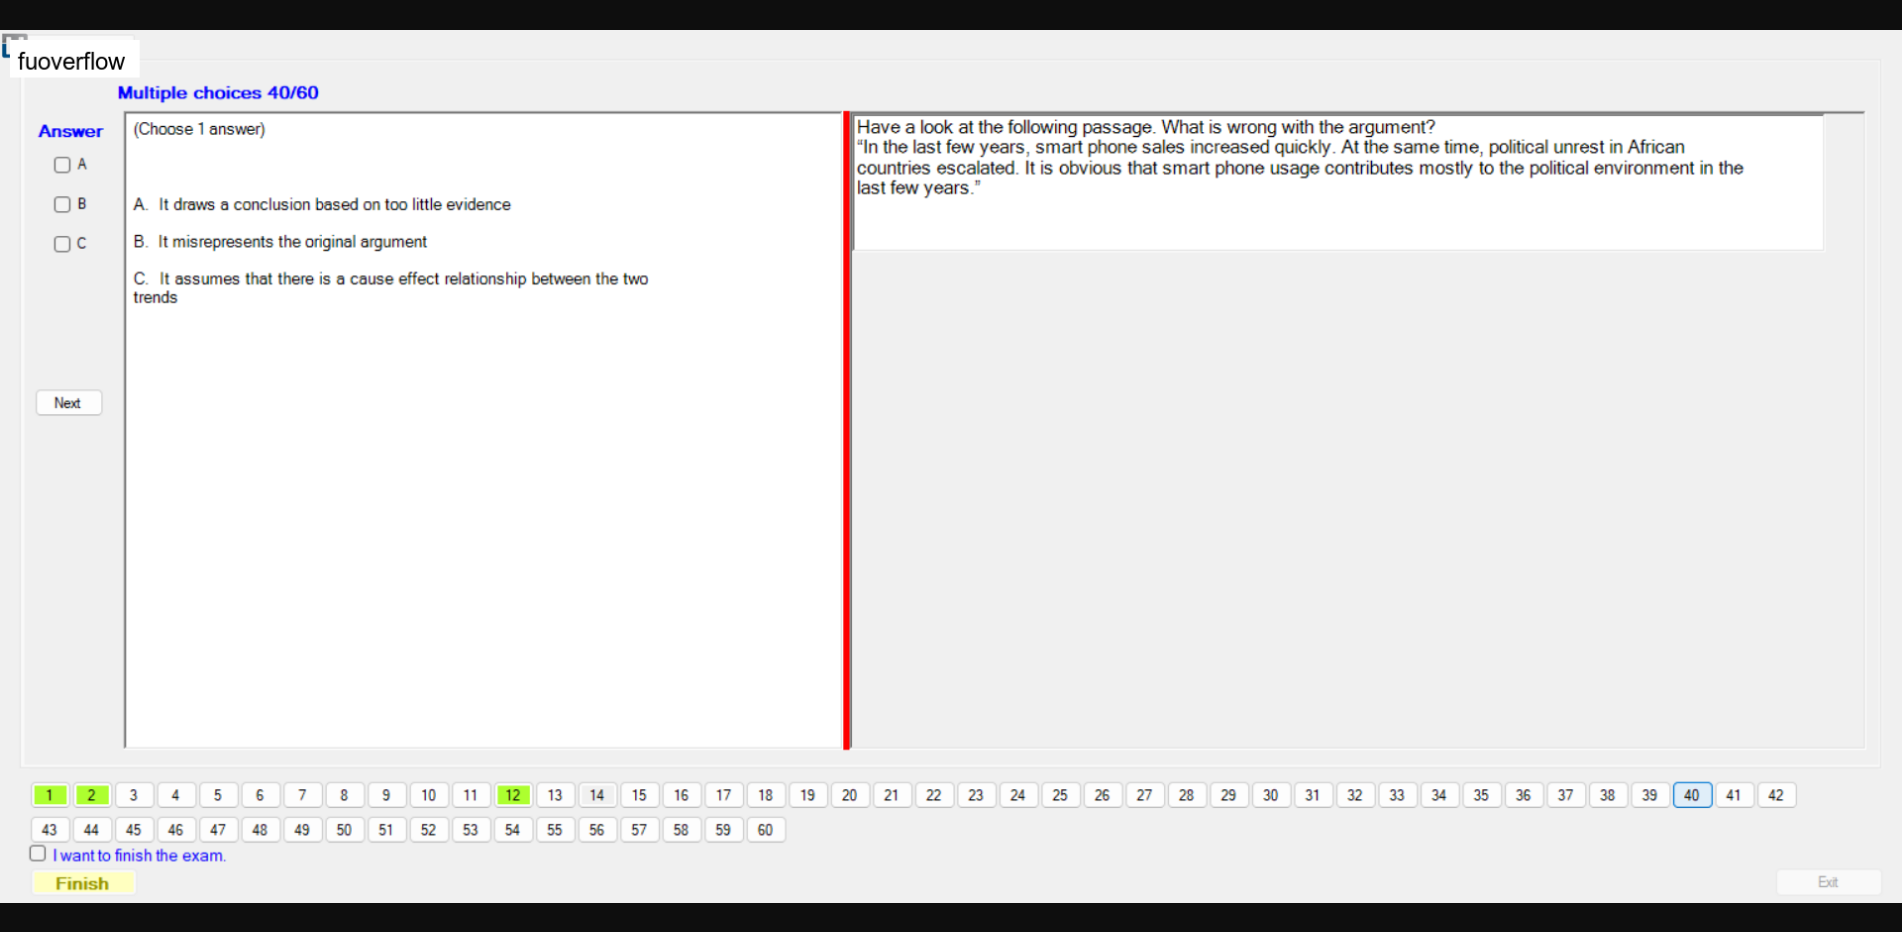 fuoverflow
Multiple choices 40/60
Answer
(Choose 1 answer)
A
B
C
A. It draws a conclusion based on too little evidence
B. It misrepresents the original argument
C. It assumes that there is a cause effect relationship between the two
trends
Next
Have a look at the following passage. What is wrong with the argument?
“In the last few years, smart phone sales increased quickly. At the same time, political unrest in African
countries escalated. It is obvious that smart phone usage contributes mostly to the political environment in the
last few years.”
1 2 3 4 5 6 7 8 9 10 11 12 13 14 15 16 17 18 19 20 21 22 23 24 25 26 27 28 29 30 31 32 33 34 35 36 37 38 39 40 41 42
43 44 45 46 47 48 49 50 51 52 53 54 55 56 57 58 59 60
I want to finish the exam.
Finish
Exit